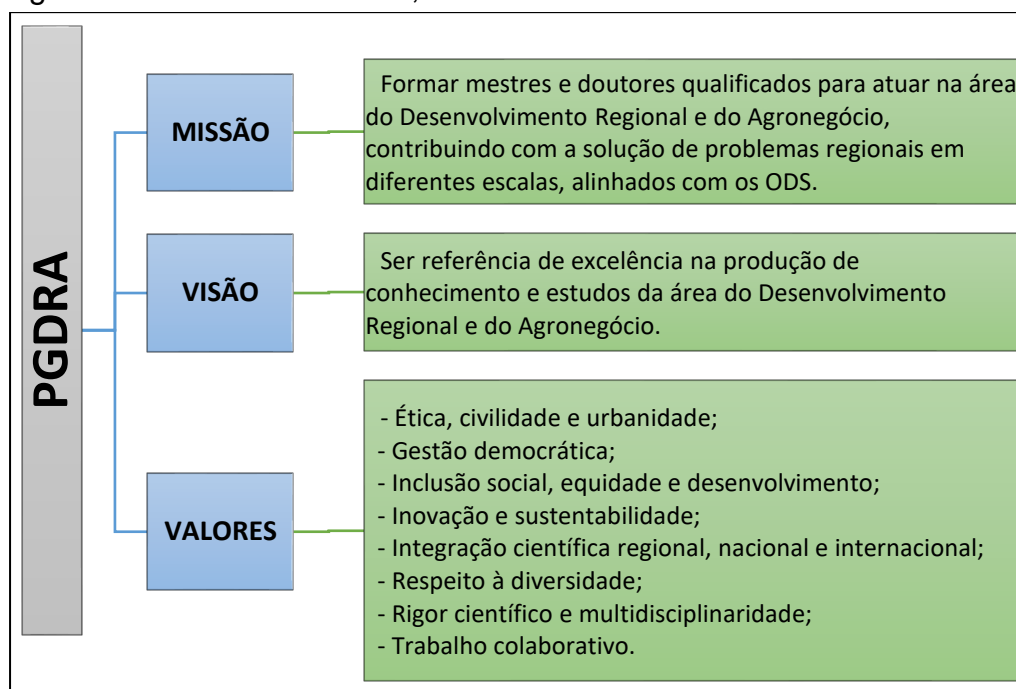 PGDRA
MISSÃO
Formar mestres e doutores qualificados para atuar na área
do Desenvolvimento Regional e do Agronegócio,
contribuindo com a solução de problemas regionais em
diferentes escalas, alinhados com os ODS.
VISÃO
Ser referência de excelência na produção de
conhecimento e estudos da área do Desenvolvimento
Regional e do Agronegócio.
VALORES
- Ética, civilidade e urbanidade;
- Gestão democrática;
- Inclusão social, equidade e desenvolvimento;
- Inovação e sustentabilidade;
- Integração científica regional, nacional e internacional;
- Respeito à diversidade;
- Rigor científico e multidisciplinaridade;
- Trabalho colaborativo.